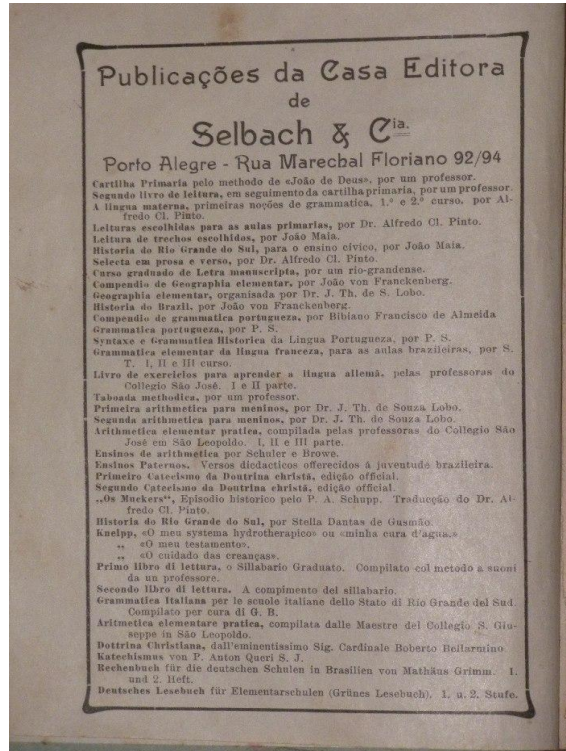 Publicações da Casa Editora
de
Selbach & Cia.
Porto Alegre - Rua Marechal Floriano 92/94
Cartilha Primaria pelo methodo de «João de Deus», por um professor.
Segundo livro de leitura, em seguimento da cartilha primaria, por um professor.
A lingua materna, primeiras noções de grammatica, 1.º e 2.º curso, por Al-
fredo Cl. Pinto.
Leituras escolhidas para as aulas primarias, por Dr. Alfredo Cl. Pinto.
Leitura de trechos escolhidos, por João Maia.
Historia do Rio Grande do Sul, para o ensino cívico, por João Maia.
Selecta em prosa e verso, por Dr. Alfredo Cl. Pinto.
Curso graduado de Letra manuscripta, por um rio-grandense.
Compendio de Geographia elementar, por João von Franckenberg.
Geographia elementar, organisada por Dr. J. Th. de S. Lobo.
Historia do Brazil, por João von Franckenberg.
Compendio de grammatica portugueza, por Bibiano Francisco de Almeida
Grammatica portugueza, por P. S.
Syntaxe e Grammatica Historica da Lingua Portugueza, por P. S.
Grammatica elementar da lingua franceza, para as aulas brazileiras, por S.
T. I, II e III curso.
Livro de exercicios para aprender a lingua allemã, pelas professoras do
Collegio São José. I e II parte.
Taboada methodica, por um professor.
Primeira arithmetica para meninos, por Dr. J. Th. de Souza Lobo.
Segunda arithmetica para meninos, por Dr. J. Th. de Souza Lobo.
Arithmetica elementar pratica, compilada pelas professoras do Collegio São
José em São Leopoldo. I, II e III parte.
Ensinos de arithmetica por Schuler e Browe.
Ensinos Paternos. Versos diedacticos offerecidos á juventude brazileira.
Primeiro Catecismo da Doutrina christã, edição official.
Segundo Catecismo da Doutrina christã, edição official.
„Os Muckers“, Episodio historico pelo P. A. Schupp. Traducção do Dr. Al-
fredo Cl. Pinto.
Historia do Rio Grande do Sul, por Stella Dantas de Gusmão.
Kneipp, «O meu systema hydrotherapico» ou «minha cura d'agua.»
„ «O meu testamento».
„ «O cuidado das creanças».
Primo libro di lettura, o Sillabario Graduato. Compilato col metodo a suoni
da un professore.
Secondo libro di lettura. A compimento del sillabario.
Grammatica Italiana per le scuole italiane dello Stato di Rio Grande del Sud.
Compilato per cura di G. B.
Aritmetica elementare pratica, compilata dalle Maestre del Collegio S. Giu-
seppe in São Leopoldo.
Dottrina Christiana, dall'eminentissimo Sig. Cardinale Roberto Bellarmino.
Katechismus von P. Anton Queri S. J.
Rechenbuch für die deutschen Schulen in Brasilien von Mathäus Grimm. 1.
und 2. Heft.
Deutsches Lesebuch für Elementarschulen (Grünes Lesebuch). 1. u. 2. Stufe.